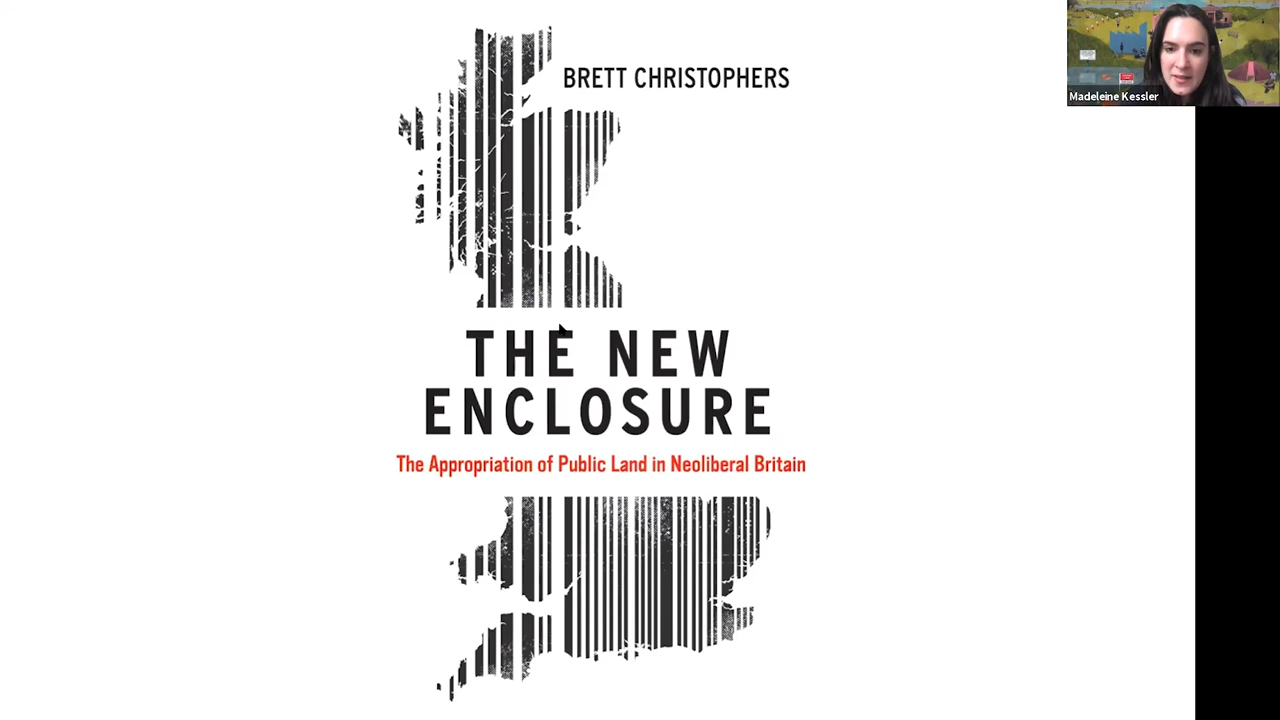 BRETT CHRISTOPHERS
Madeleine Kessler
THE NEW
ENCLOSURE
The Appropriation of Public Land in Neoliberal Britain